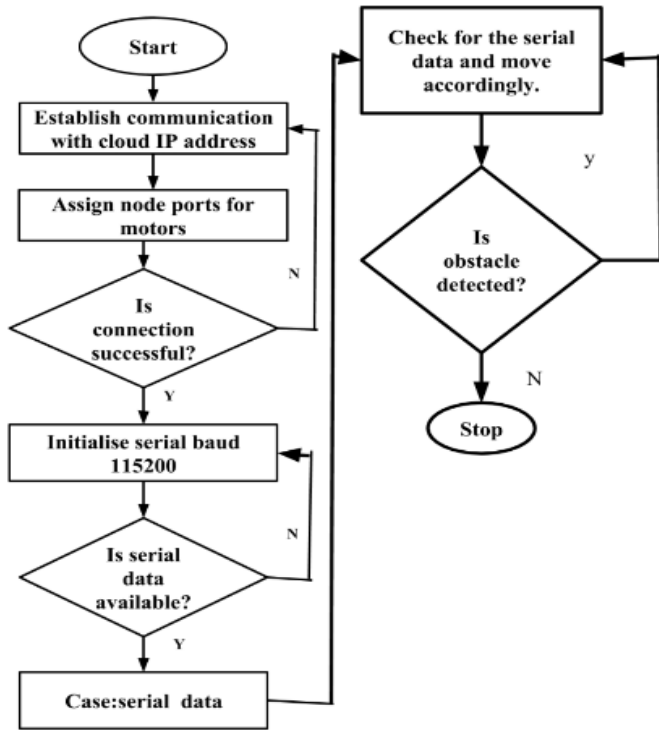 Start
Establish communication
with cloud IP address
Assign node ports for
motors
N
Is
connection
successful?
Y
Initialise serial baud
115200
N
Is serial
data
available?
Y
Case:serial data
Check for the serial
data and move
accordingly.
y
Is
obstacle
detected?
N
Stop